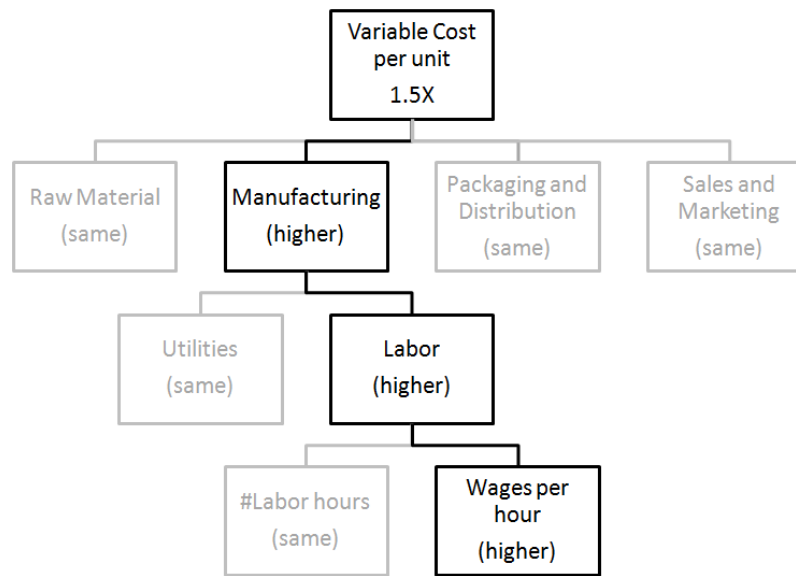 Variable Cost
per unit
1.5X
Raw Material
(same)
Manufacturing
(higher)
Packaging and
Distribution
(same)
Sales and
Marketing
(same)
Utilities
(same)
Labor
(higher)
#Labor hours
(same)
Wages per
hour
(higher)